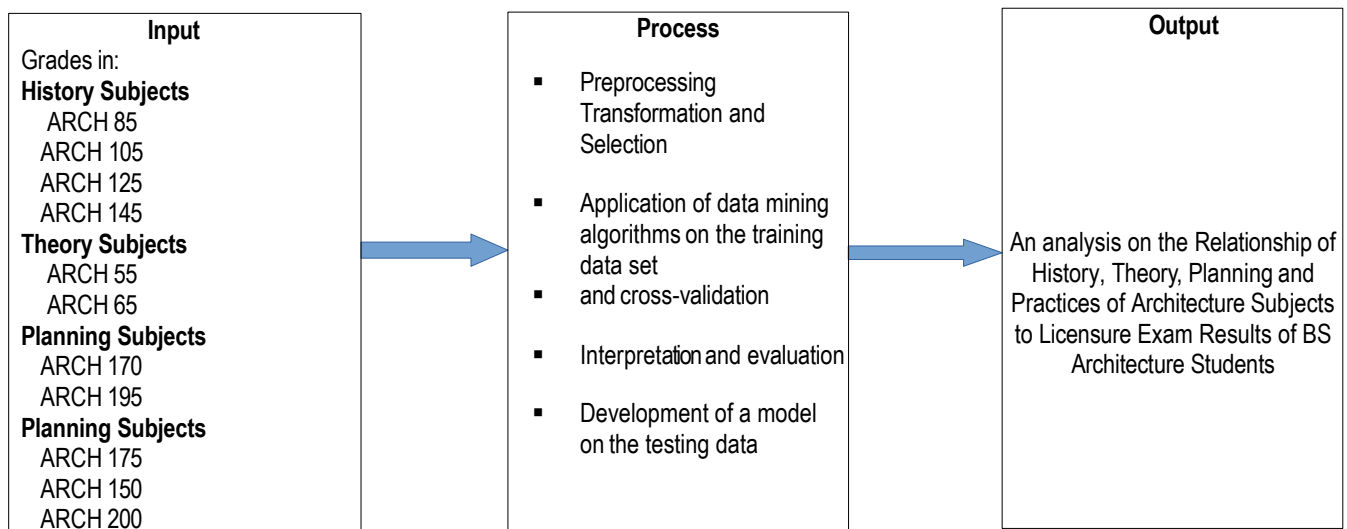 Input
Grades in:
History Subjects
ARCH 85
ARCH 105
ARCH 125
ARCH 145
Theory Subjects
ARCH 55
ARCH 65
Planning Subjects
ARCH 170
ARCH 195
Planning Subjects
ARCH 175
ARCH 150
ARCH 200
Process
▪ Preprocessing
Transformation and
Selection
▪ Application of data mining
algorithms on the training
data set
▪ and cross-validation
▪ Interpretation and evaluation
▪ Development of a model
on the testing data
Output
An analysis on the Relationship of
History, Theory, Planning and
Practices of Architecture Subjects
to Licensure Exam Results of BS
Architecture Students